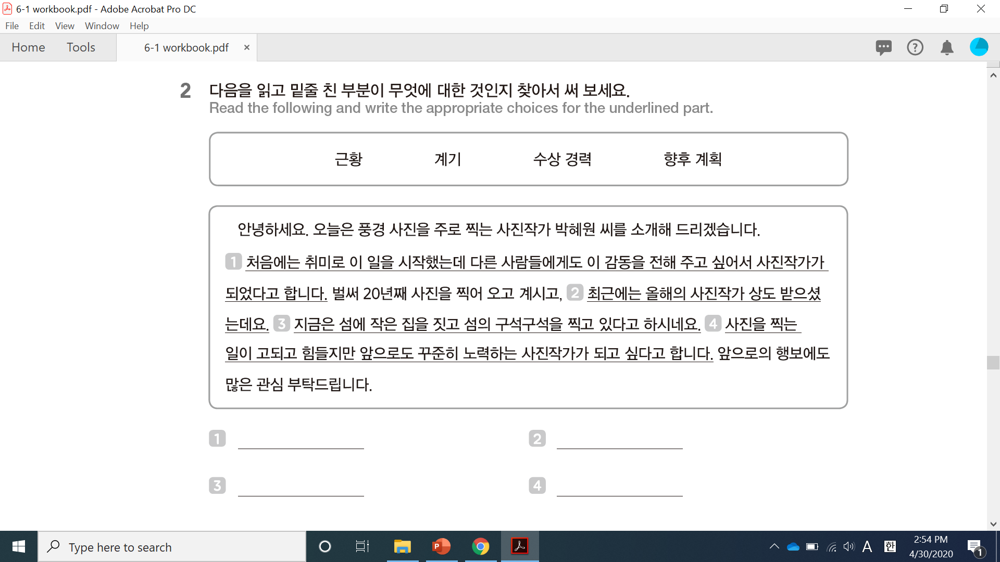 6-1 workbook.pdf - Adobe Acrobat Pro DC
File Edit View Window Help
Home Tools 6-1 workbook.pdf ×
2 다음을 읽고 밑줄 친 부분이 무엇에 대한 것인지 찾아서 써 보세요.
Read the following and write the appropriate choices for the underlined part.
근황 계기 수상 경력 향후 계획
안녕하세요. 오늘은 풍경 사진을 주로 찍는 사진작가 박혜원 씨를 소개해 드리겠습니다.
1 처음에는 취미로 이 일을 시작했는데 다른 사람들에게도 이 감동을 전해 주고 싶어서 사진작가가
되었다고 합니다. 벌써 20년째 사진을 찍어 오고 계시고, 2 최근에는 올해의 사진작가 상도 받으셨
는데요. 3 지금은 섬에 작은 집을 짓고 섬의 구석구석을 찍고 있다고 하시네요. 4 사진을 찍는
일이 고되고 힘들지만 앞으로도 꾸준히 노력하는 사진작가가 되고 싶다고 합니다. 앞으로의 행보에도
많은 관심 부탁드립니다.
1 2
3 4
Type here to search
P
A 한 2:54 PM
4/30/2020 1